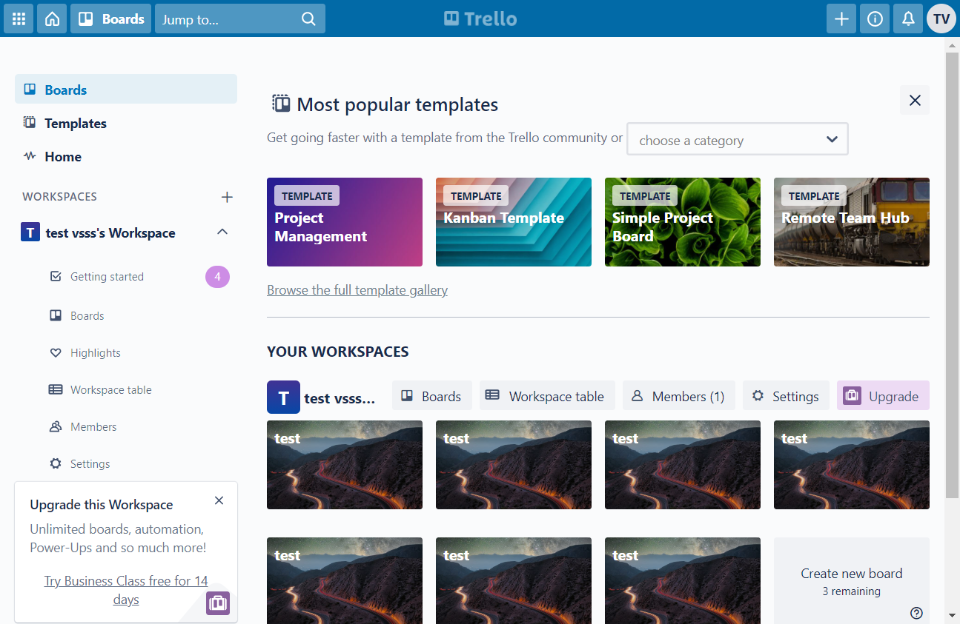 Boards
Jump to...
Trello
TV
Boards
Templates
Home
WORKSPACES
T test vsss's Workspace
Getting started 4
Boards
Highlights
Workspace table
Members
Settings
Upgrade this Workspace
Unlimited boards, automation,
Power-Ups and so much more!
Try Business Class free for 14
days
Most popular templates
Get going faster with a template from the Trello community or choose a category
TEMPLATE
Project
Management
TEMPLATE
Kanban Template
TEMPLATE
Simple Project
Board
TEMPLATE
Remote Team Hub
Browse the full template gallery
YOUR WORKSPACES
T test vsss... Boards Workspace table Members (1) Settings Upgrade
test test test test
test test test
Create new board
3 remaining